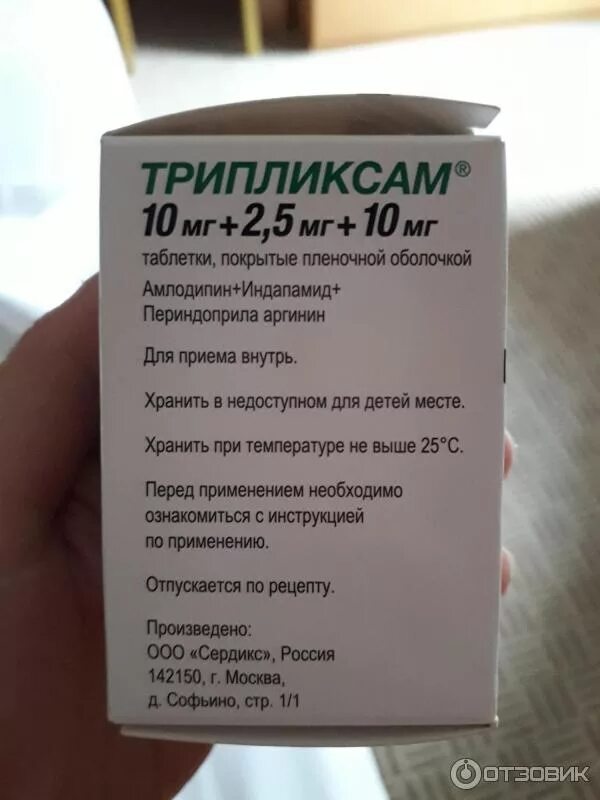 ТРИПЛИКСАМ®
10 мг+2,5 мг+10 мг
таблетки, покрытые пленочной оболочкой
Амлодипин+Индапамид+
Периндоприла аргинин
Для приема внутрь.
Хранить в недоступном для детей месте.
Хранить при температуре не выше 25°С.
Перед применением необходимо
ознакомиться с инструкцией
по применению.
Отпускается по рецепту.
Произведено:
ООО «Сердикс», Россия
142150, г. Москва,
д. Софьино, стр. 1/1
ОТЗОВИК